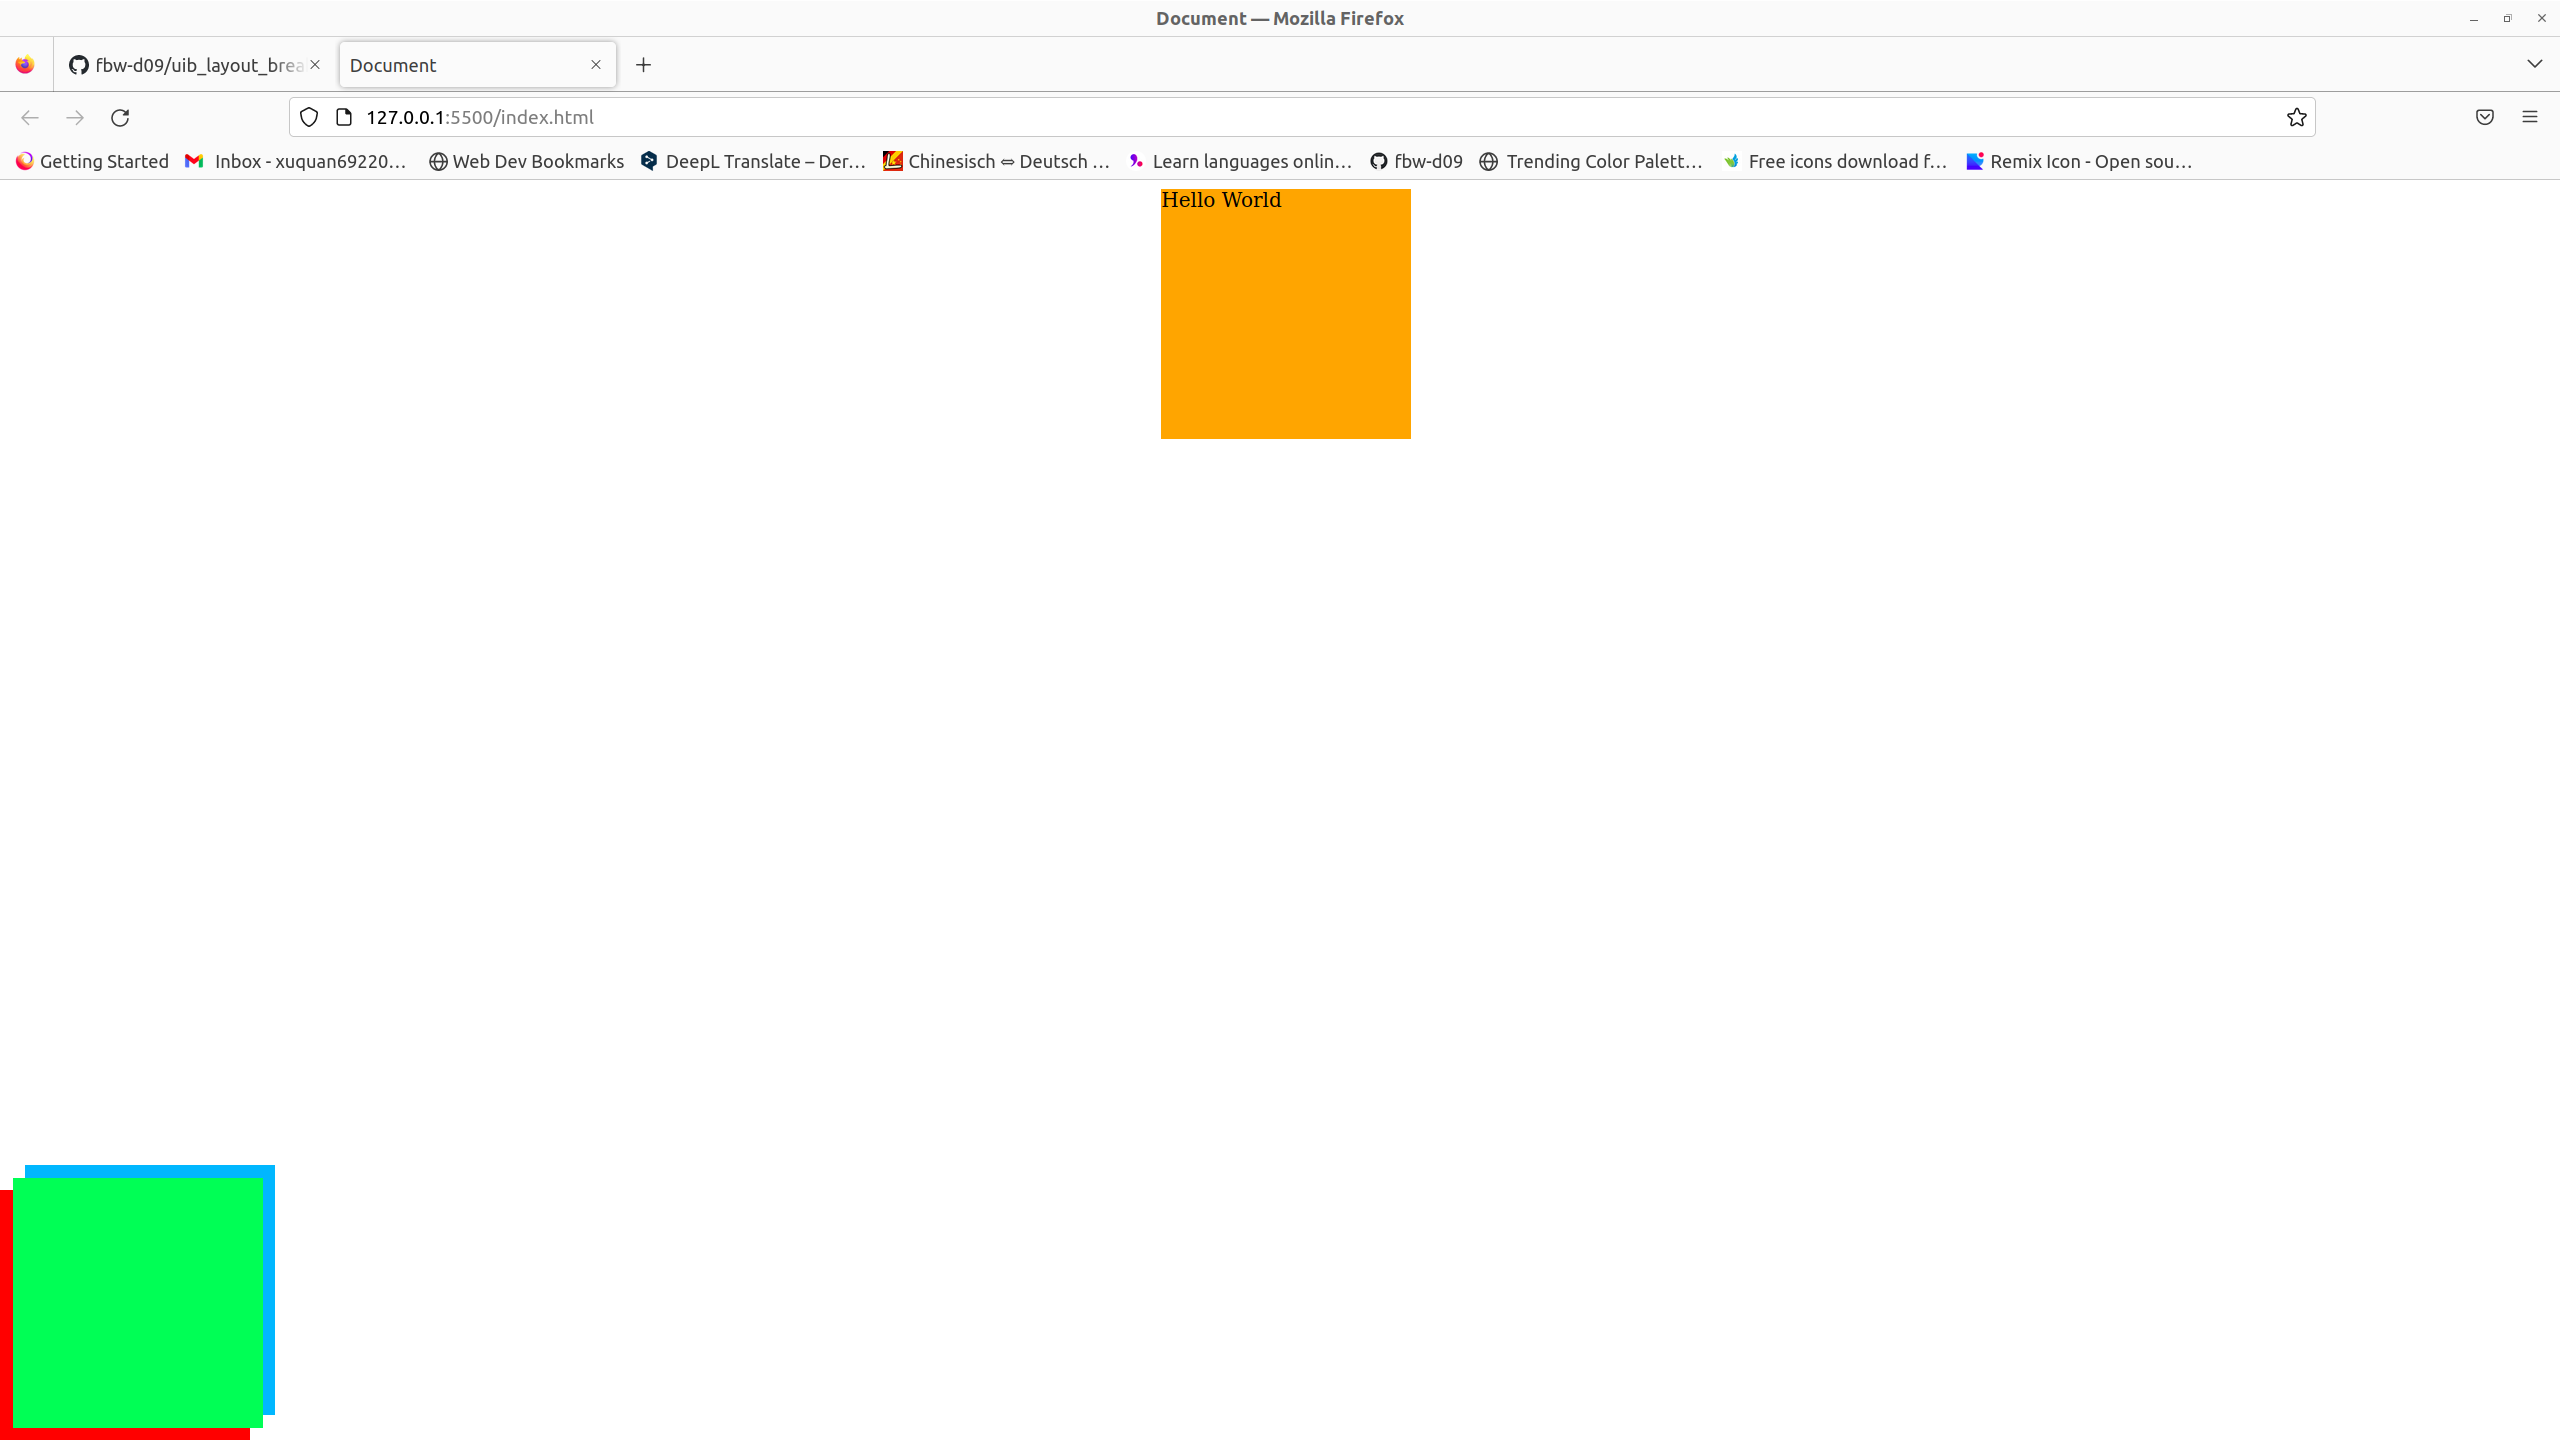 Document — Mozilla Firefox
fbw-d09/uib_layout_brea
Document
127.0.0.1:5500/index.html
Getting Started Inbox - xuquan69220… Web Dev Bookmarks DeepL Translate – Der… Chinesisch ⇔ Deutsch … Learn languages onlin… fbw-d09 Trending Color Palett… Free icons download f… Remix Icon - Open sou…
Hello World